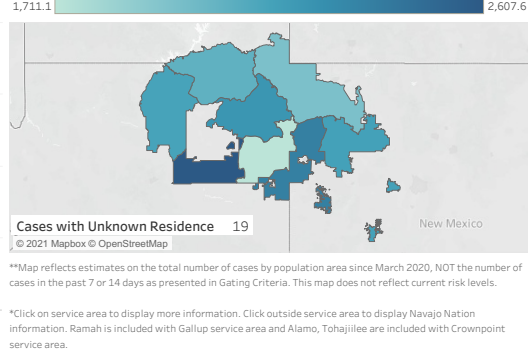 1,711.1 2,607.6
New Mexico
Cases with Unknown Residence 19
© 2021 Mapbox © OpenStreetMap
**Map reflects estimates on the total number of cases by population area since March 2020, NOT the number of
cases in the past 7 or 14 days as presented in Gating Criteria. This map does not reflect current risk levels.
*Click on service area to display more information. Click outside service area to display Navajo Nation
information. Ramah is included with Gallup service area and Alamo, Tohajiilee are included with Crownpoint
service area.